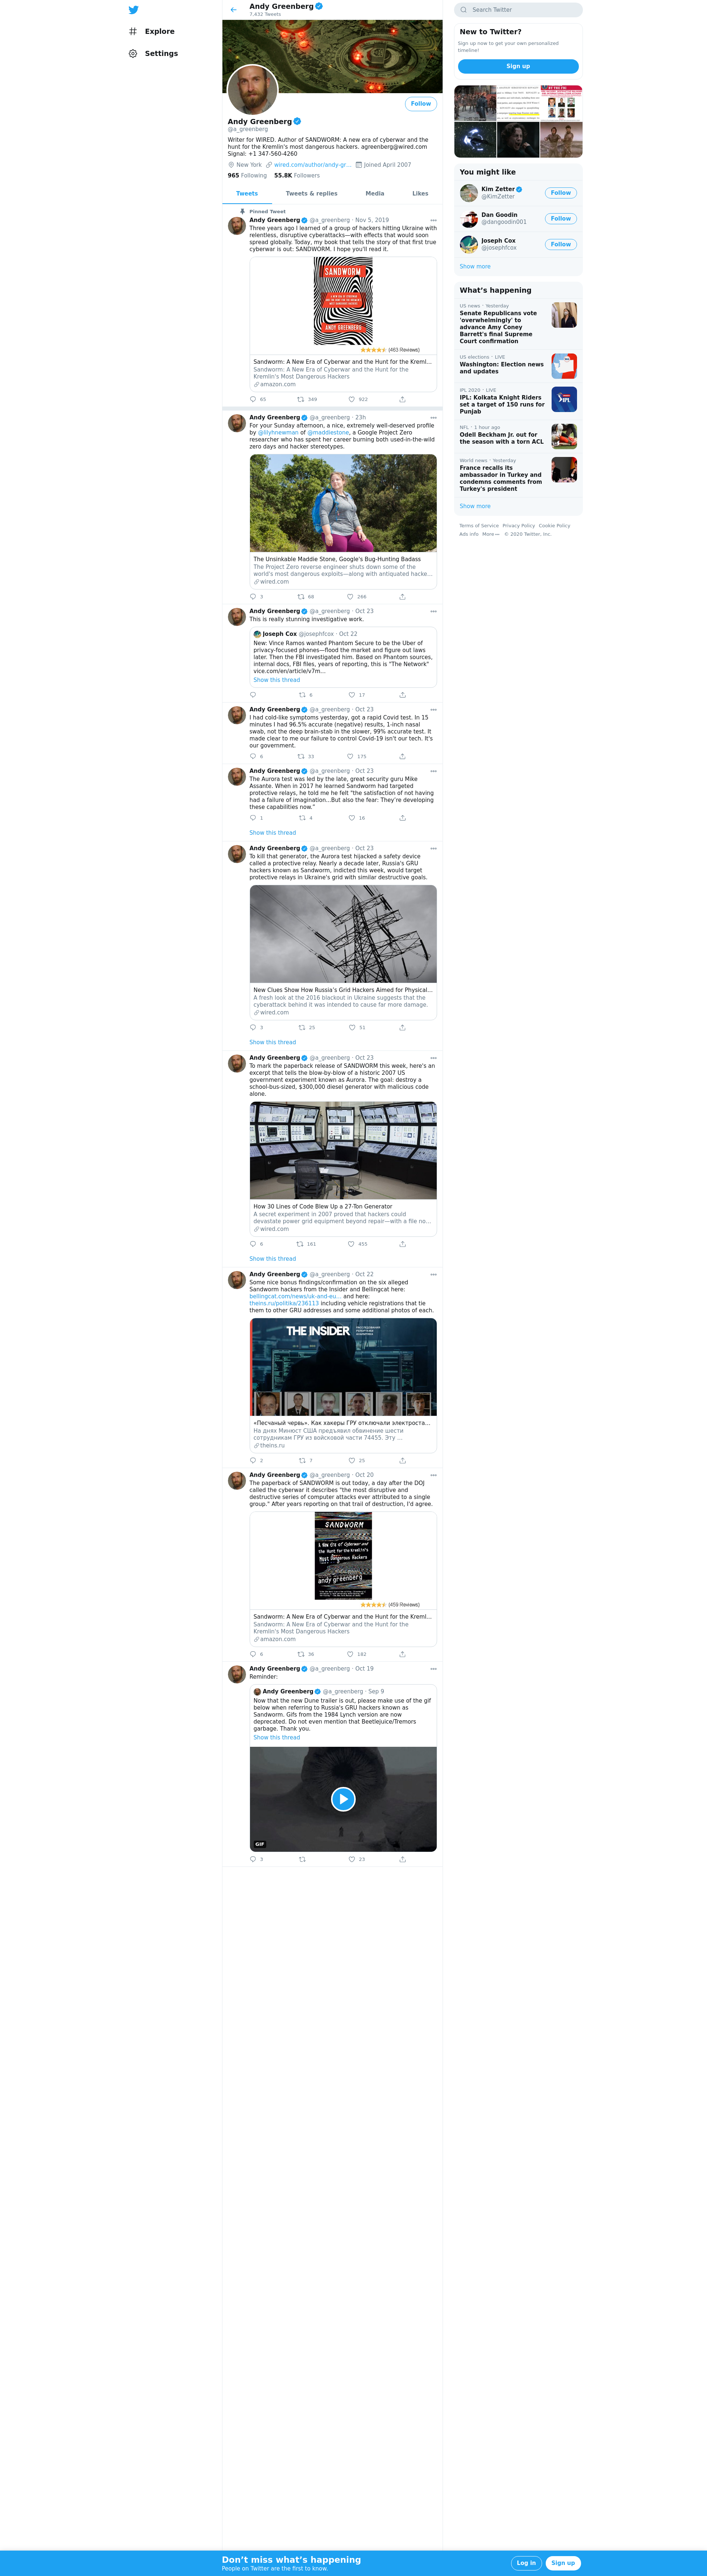 Explore
Settings
Andy Greenberg
7,432 Tweets
Follow
Andy Greenberg
@a_greenberg
Writer for WIRED. Author of SANDWORM: A new era of cyberwar and the
hunt for the Kremlin's most dangerous hackers. agreenberg@wired.com
Signal: +1 347-560-4260
New York wired.com/author/andy-gr... Joined April 2007
965 Following 55.8K Followers
Tweets Tweets & replies Media Likes
Pinned Tweet
Andy Greenberg @a_greenberg · Nov 5, 2019
Three years ago I learned of a group of hackers hitting Ukraine with
relentless, disruptive cyberattacks—with effects that would soon
spread globally. Today, my book that tells the story of that first true
cyberwar is out: SANDWORM. I hope you'll read it.
SANDWORM
ANDY GREENBERG
(463 Reviews)
Sandworm: A New Era of Cyberwar and the Hunt for the Kreml...
Sandworm: A New Era of Cyberwar and the Hunt for the
Kremlin's Most Dangerous Hackers
amazon.com
65 349 922
Andy Greenberg @a_greenberg · 23h
For your Sunday afternoon, a nice, extremely well-deserved profile
by @lilyhnewman of @maddiestone, a Google Project Zero
researcher who has spent her career burning both used-in-the-wild
zero days and hacker stereotypes.
The Unsinkable Maddie Stone, Google's Bug-Hunting Badass
The Project Zero reverse engineer shuts down some of the
world's most dangerous exploits—along with antiquated hacke...
wired.com
3 68 286
Andy Greenberg @a_greenberg · Oct 23
This is really stunning investigative work.
Joseph Cox @josephfcox · Oct 22
New: Vince Ramos wanted Phantom Secure to be the Uber of
privacy-focused phones—flood the market and figure out laws
later. Then the FBI investigated him. Based on Phantom sources,
internal docs, FBI files, years of reporting, this is "The Network"
vice.com/en/article/v7m...
Show this thread
6 17
Andy Greenberg @a_greenberg · Oct 23
I had cold-like symptoms yesterday, got a rapid Covid test. In 15
minutes I had 96.5% accurate (negative) results, 1-inch nasal
swab, not the deep brain-stab in the slower, 99% accurate test. It
made clear to me our failure to control Covid-19 isn't our tech. It's
our government.
6 33 175
Andy Greenberg @a_greenberg · Oct 23
The Aurora test was led by the late, great security guru Mike
Assante. When in 2017 he learned Sandworm had targeted
protective relays, he told me he felt "the satisfaction of not having
had a failure of imagination...But also the fear: They're developing
these capabilities now."
1 4 16
Show this thread
Andy Greenberg @a_greenberg · Oct 23
To kill that generator, the Aurora test hijacked a safety device
called a protective relay. Nearly a decade later, Russia's GRU
hackers known as Sandworm, indicted this week, would target
protective relays in Ukraine's grid with similar destructive goals.
New Clues Show How Russia's Grid Hackers Aimed for Physical...
A fresh look at the 2016 blackout in Ukraine suggests that the
cyberattack behind it was intended to cause far more damage.
wired.com
3 25 51
Show this thread
Andy Greenberg @a_greenberg · Oct 23
To mark the paperback release of SANDWORM this week, here's an
excerpt that tells the blow-by-blow of a historic 2007 US
government experiment known as Aurora. The goal: destroy a
school-bus-sized, $300,000 diesel generator with malicious code
alone.
How 30 Lines of Code Blew Up a 27-Ton Generator
A secret experiment in 2007 proved that hackers could
devastate power grid equipment beyond repair—with a file no...
wired.com
6 161 455
Show this thread
Andy Greenberg @a_greenberg · Oct 22
Some nice bonus findings/confirmation on the six alleged
Sandworm hackers from the Insider and Bellingcat here:
bellingcat.com/news/uk-and-eu... and here:
theins.ru/politika/236113 including vehicle registrations that tie
them to other GRU addresses and some additional photos of each.
THE INSIDER
«Песчаный червь». Как хакеры ГРУ отключали электроста...
На днях Минюст США предъявил обвинение шести
сотрудникам ГРУ из войсковой части 74455. Эту ...
theins.ru
2 7 25
Andy Greenberg @a_greenberg · Oct 20
The paperback of SANDWORM is out today, a day after the DOJ
called the cyberwar it describes "the most disruptive and
destructive series of computer attacks ever attributed to a single
group." After years reporting on that trail of destruction, I'd agree.
SANDWORM
A New Era of Cyberwar and
the Hunt for the Kremlin's
Most Dangerous Hackers
andy greenberg
(459 Reviews)
Sandworm: A New Era of Cyberwar and the Hunt for the Kreml...
Sandworm: A New Era of Cyberwar and the Hunt for the
Kremlin's Most Dangerous Hackers
amazon.com
6 36 182
Andy Greenberg @a_greenberg · Oct 19
Reminder:
Andy Greenberg @a_greenberg · Sep 9
Now that the new Dune trailer is out, please make use of the gif
below when referring to Russia's GRU hackers known as
Sandworm. Gifs from the 1984 Lynch version are now
deprecated. Do not even mention that Beetlejuice/Tremors
garbage. Thank you.
Show this thread
GIF
3 23
Search Twitter
New to Twitter?
Sign up now to get your own personalized
timeline!
Sign up
You might like
Kim Zetter
@KimZetter
Follow
Dan Goodin
@dangoodin001
Follow
Joseph Cox
@josephfcox
Follow
Show more
What's happening
US news · Yesterday
Senate Republicans vote
'overwhelmingly' to
advance Amy Coney
Barrett's final Supreme
Court confirmation
US elections · LIVE
Washington: Election news
and updates
IPL 2020 · LIVE
IPL: Kolkata Knight Riders
set a target of 150 runs for
Punjab
NFL · 1 hour ago
Odell Beckham Jr. out for
the season with a torn ACL
World news · Yesterday
France recalls its
ambassador in Turkey and
condemns comments from
Turkey's president
Show more
Terms of Service Privacy Policy Cookie Policy
Ads info More © 2020 Twitter, Inc.
Don't miss what's happening
People on Twitter are the first to know.
Log in Sign up